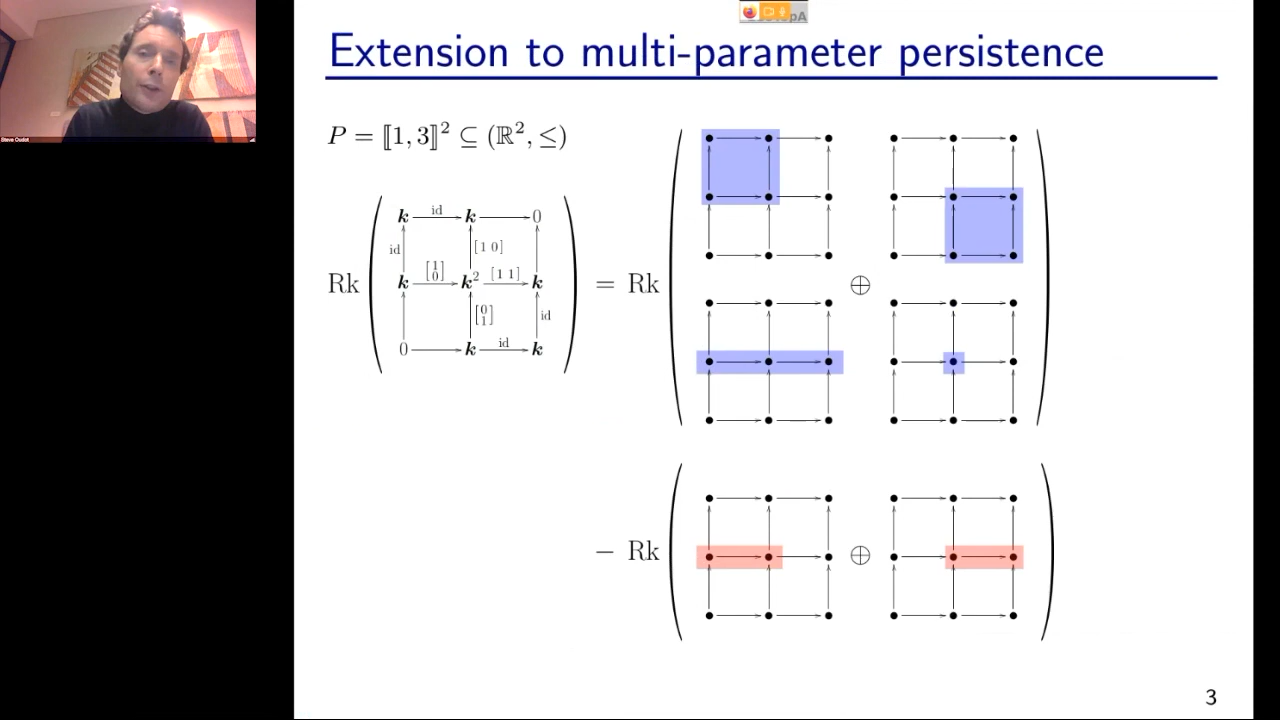 Extension to multi-parameter persistence
P = ⟦1, 3⟧² ⊆ (ℝ², ≤)
k id k 0
id [1 0]
Rk k [1 0] k² [1 1] k = Rk ⊕
[0 1] id
0 k id k
− Rk ⊕
3
Steve Oudot